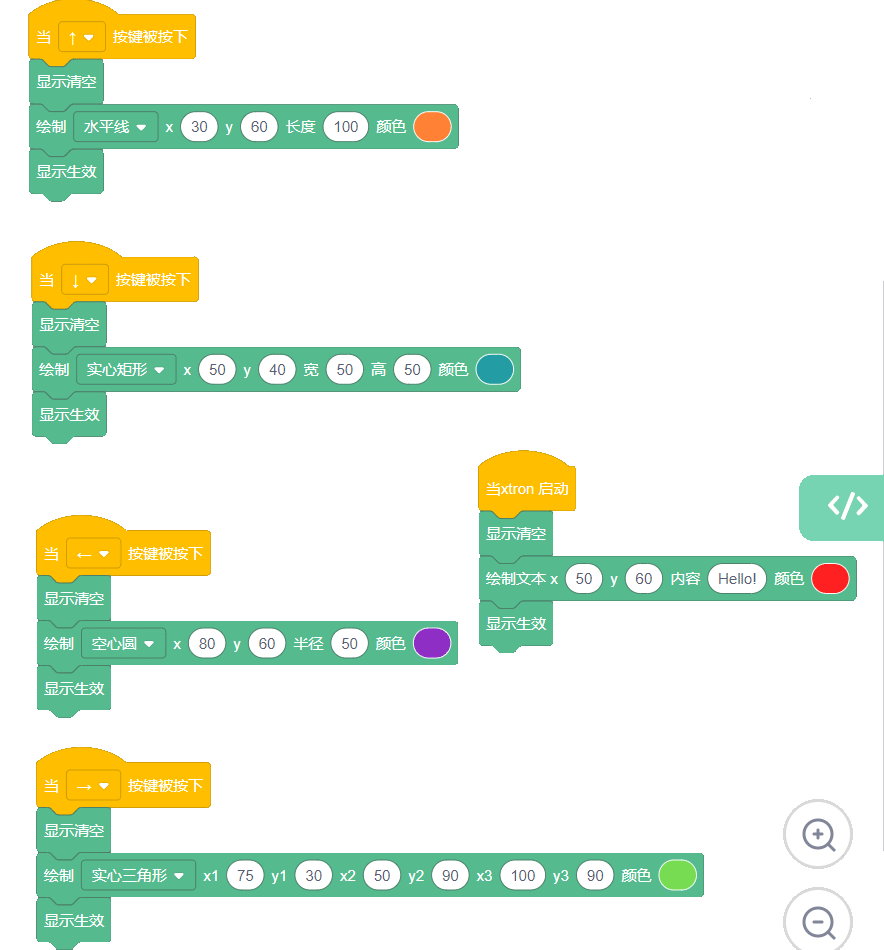 当 ↑ 按键被按下
显示清空
绘制 水平线 x 30 y 60 长度 100 颜色
显示生效
当 ↓ 按键被按下
显示清空
绘制 实心矩形 x 50 y 40 宽 50 高 50 颜色
显示生效
当xtron 启动
显示清空
绘制文本 x 50 y 60 内容 Hello! 颜色
显示生效
当 ← 按键被按下
显示清空
绘制 空心圆 x 80 y 60 半径 50 颜色
显示生效
当 → 按键被按下
显示清空
绘制 实心三角形 x1 75 y1 30 x2 50 y2 90 x3 100 y3 90 颜色
显示生效